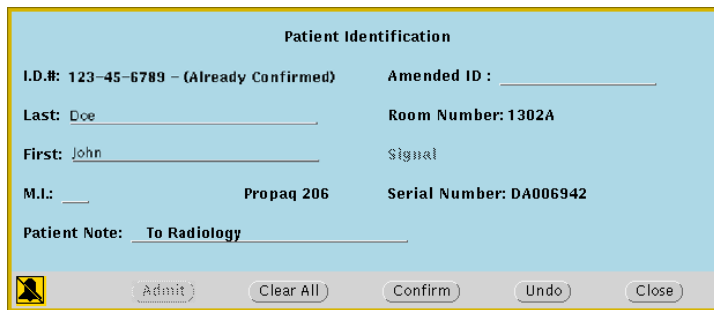 Patient Identification
I.D.#: 123-45-6789 - (Already Confirmed) Amended ID :
Last: Doe Room Number: 1302A
First: John Signal
M.I.: Propaq 206 Serial Number: DA006942
Patient Note: To Radiology
Admit Clear All Confirm Undo Close